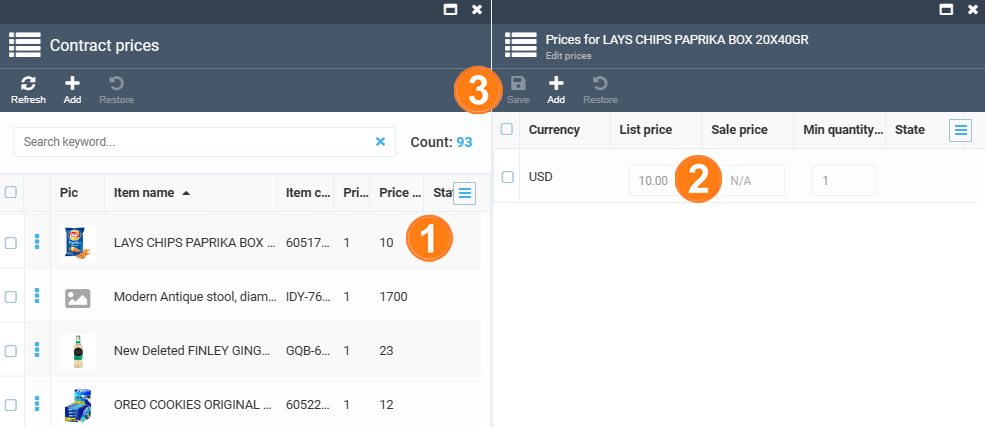 Contract prices
Refresh
Add
Restore
Search keyword...
Count: 93
Pic Item name Item c... Pri... Price ... Sta
LAYS CHIPS PAPRIKA BOX ... 60517... 1 10
1
Modern Antique stool, diam... IDY-76... 1 1700
New Deleted FINLEY GING... GQB-6... 1 23
OREO COOKIES ORIGINAL ... 60522... 1 12
Prices for LAYS CHIPS PAPRIKA BOX 20X40GR
Edit prices
3
Save
Add
Restore
Currency List price Sale price Min quantity... State
USD 10.00 N/A 1
2